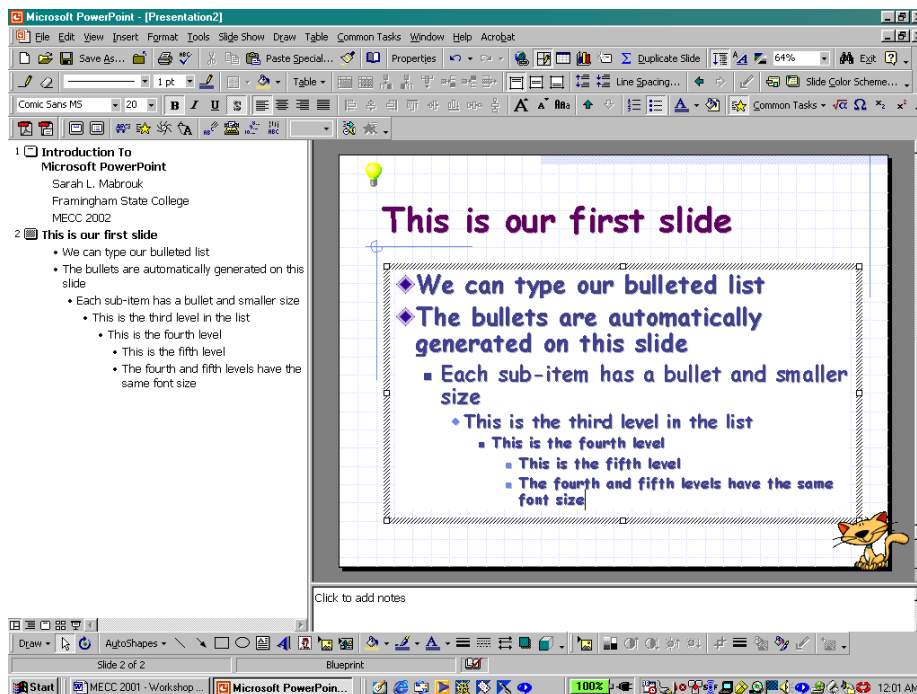 Microsoft PowerPoint - [Presentation2]
File Edit View Insert Format Tools Slide Show Draw Table Common Tasks Window Help Acrobat
Save As... Paste Special... Properties Σ Duplicate Slide 64% Exit
1 pt Table Line Spacing... Slide Color Scheme...
Comic Sans MS 20 B I U S A A Aaa A Common Tasks √α Ω ×₂ ×²
1 Introduction To
Microsoft PowerPoint
Sarah L. Mabrouk
Framingham State College
MECC 2002
2 This is our first slide
• We can type our bulleted list
• The bullets are automatically generated on this
slide
• Each sub-item has a bullet and smaller size
• This is the third level in the list
• This is the fourth level
• This is the fifth level
• The fourth and fifth levels have the
same font size
This is our first slide
We can type our bulleted list
The bullets are automatically
generated on this slide
Each sub-item has a bullet and smaller
size
This is the third level in the list
This is the fourth level
This is the fifth level
The fourth and fifth levels have the same
font size
Click to add notes
Draw AutoShapes
Slide 2 of 2 Blueprint
Start MECC 2001 - Workshop ... Microsoft PowerPoin... 100% 12:01 AM